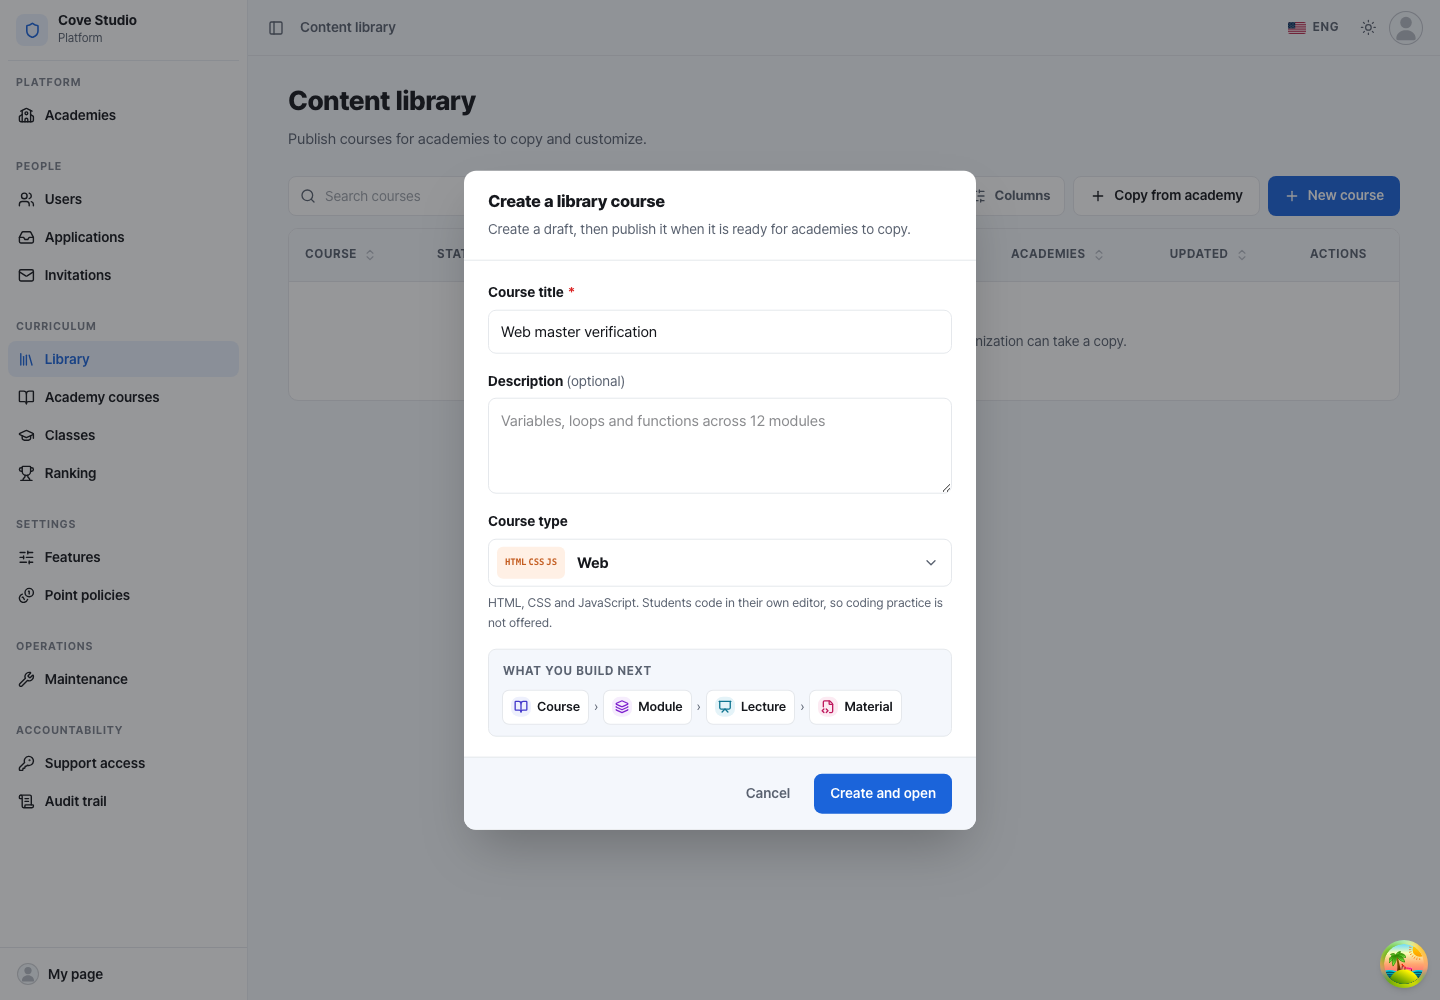 Cove Studio
Platform
PLATFORM
Academies
PEOPLE
Users
Applications
Invitations
CURRICULUM
Library
Academy courses
Classes
Ranking
SETTINGS
Features
Point policies
OPERATIONS
Maintenance
ACCOUNTABILITY
Support access
Audit trail
My page
Content library
ENG
Content library
Publish courses for academies to copy and customize.
Search courses
Columns
Copy from academy
New course
COURSE
ACADEMIES
UPDATED
ACTIONS
can take a copy.
Create a library course
Create a draft, then publish it when it is ready for academies to copy.
Course title *
Web master verification
Description (optional)
Variables, loops and functions across 12 modules
Course type
HTML CSS JS
Web
HTML, CSS and JavaScript. Students code in their own editor, so coding practice is
not offered.
WHAT YOU BUILD NEXT
Course › Module › Lecture › Material
Cancel
Create and open